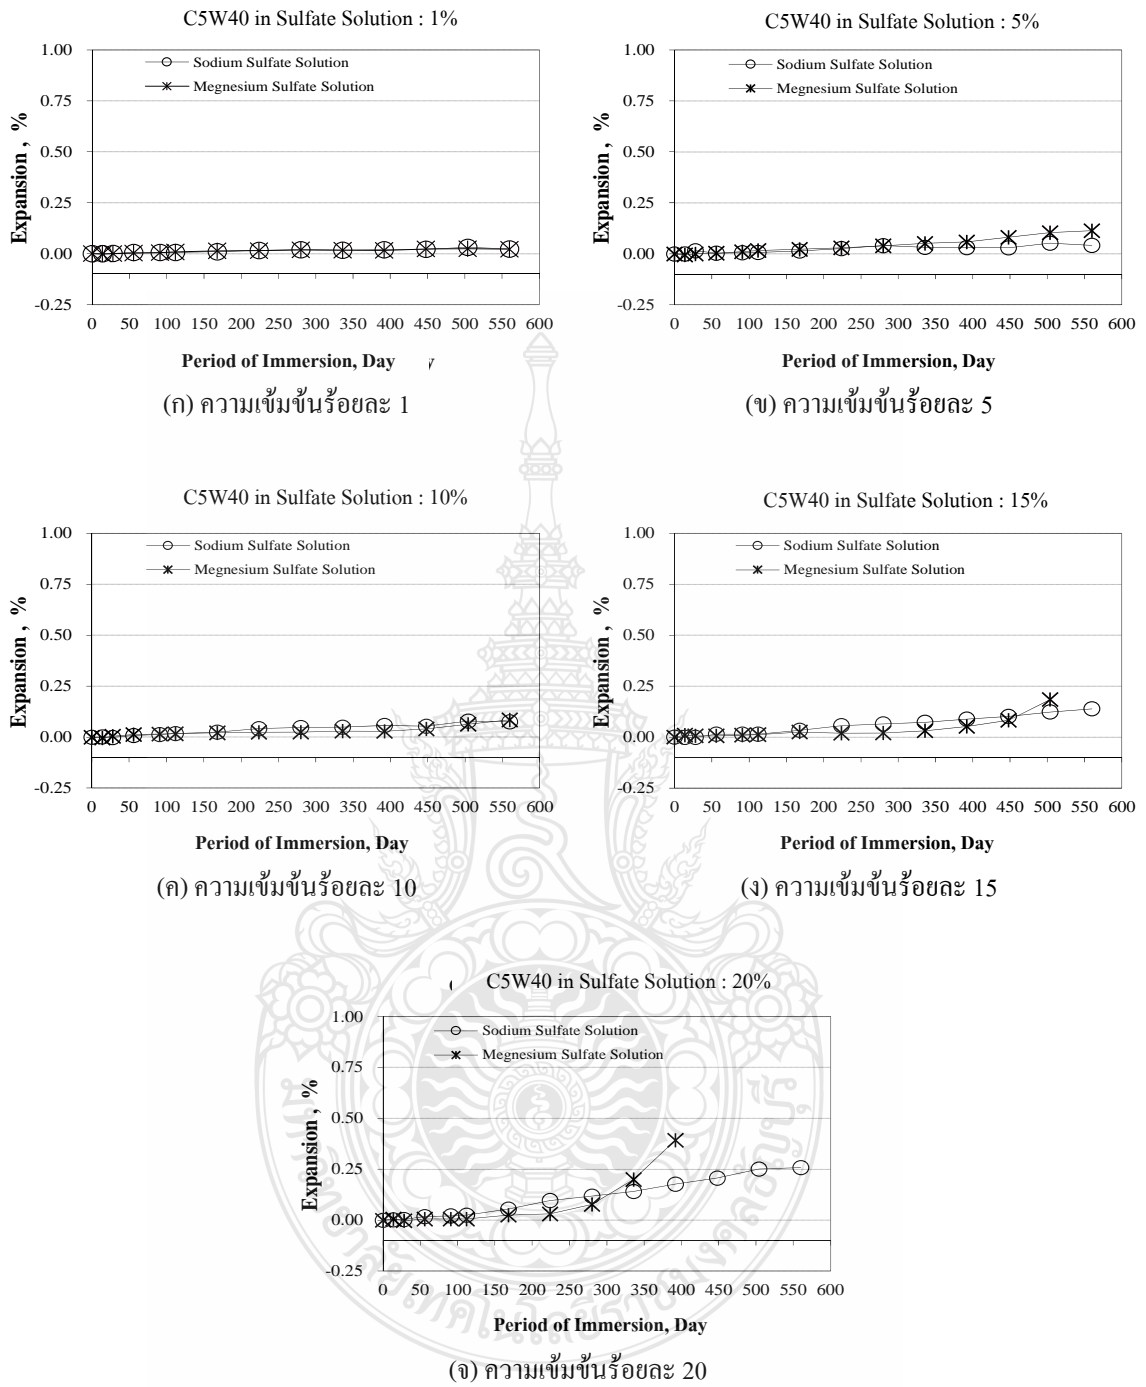 C5W40 in Sulfate Solution : 1%
1.00
0.75
0.50
0.25
0.00
-0.25
Expansion , %
Sodium Sulfate Solution
Megnesium Sulfate Solution
0 50 100 150 200 250 300 350 400 450 500 550 600
Period of Immersion, Day
(ก) ความเข้มข้นร้อยละ 1
C5W40 in Sulfate Solution : 5%
1.00
0.75
0.50
0.25
0.00
-0.25
Expansion , %
Sodium Sulfate Solution
Megnesium Sulfate Solution
0 50 100 150 200 250 300 350 400 450 500 550 600
Period of Immersion, Day
(ข) ความเข้มข้นร้อยละ 5
C5W40 in Sulfate Solution : 10%
1.00
0.75
0.50
0.25
0.00
-0.25
Expansion , %
Sodium Sulfate Solution
Megnesium Sulfate Solution
0 50 100 150 200 250 300 350 400 450 500 550 600
Period of Immersion, Day
(ค) ความเข้มข้นร้อยละ 10
C5W40 in Sulfate Solution : 15%
1.00
0.75
0.50
0.25
0.00
-0.25
Expansion , %
Sodium Sulfate Solution
Megnesium Sulfate Solution
0 50 100 150 200 250 300 350 400 450 500 550 600
Period of Immersion, Day
(ง) ความเข้มข้นร้อยละ 15
C5W40 in Sulfate Solution : 20%
1.00
0.75
0.50
0.25
0.00
-0.25
Expansion , %
Sodium Sulfate Solution
Megnesium Sulfate Solution
0 50 100 150 200 250 300 350 400 450 500 550 600
Period of Immersion, Day
(จ) ความเข้มข้นร้อยละ 20